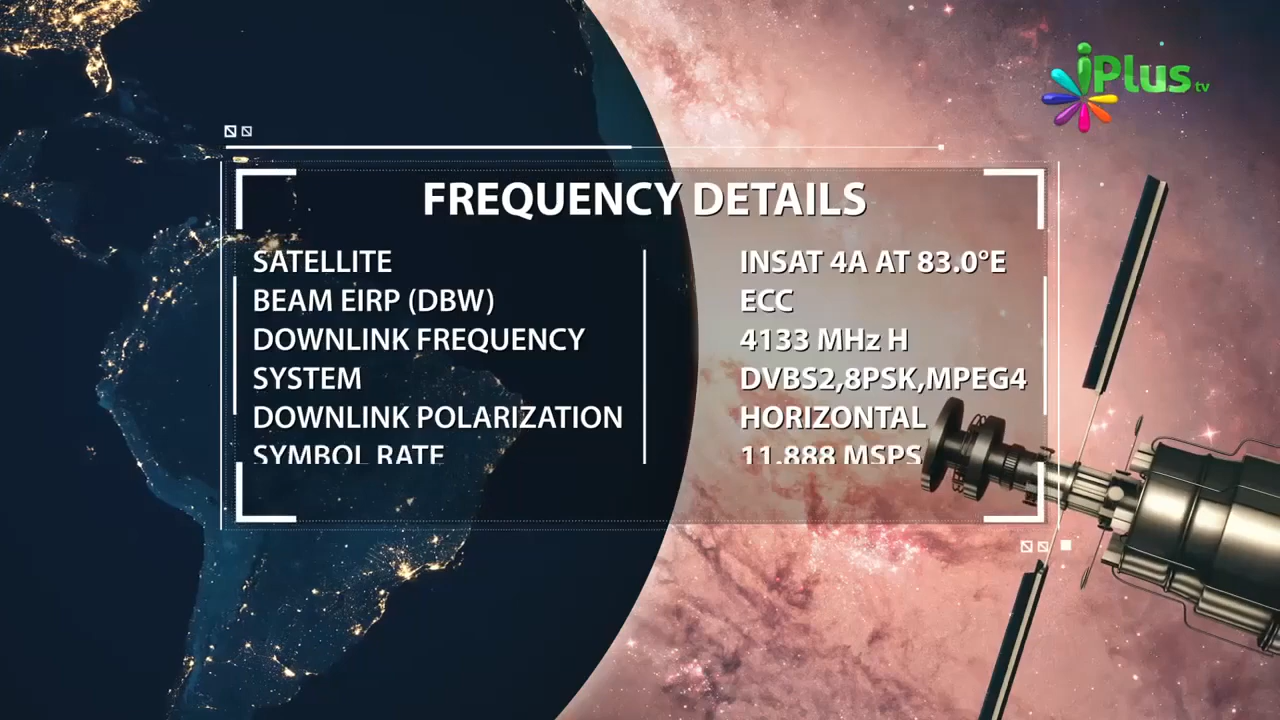 iPlus tv
FREQUENCY DETAILS
SATELLITE INSAT 4A AT 83.0°E
BEAM EIRP (DBW) ECC
DOWNLINK FREQUENCY 4133 MHz H
SYSTEM DVBS2,8PSK,MPEG4
DOWNLINK POLARIZATION HORIZONTAL
SYMBOL RATE 11.888 MSPS